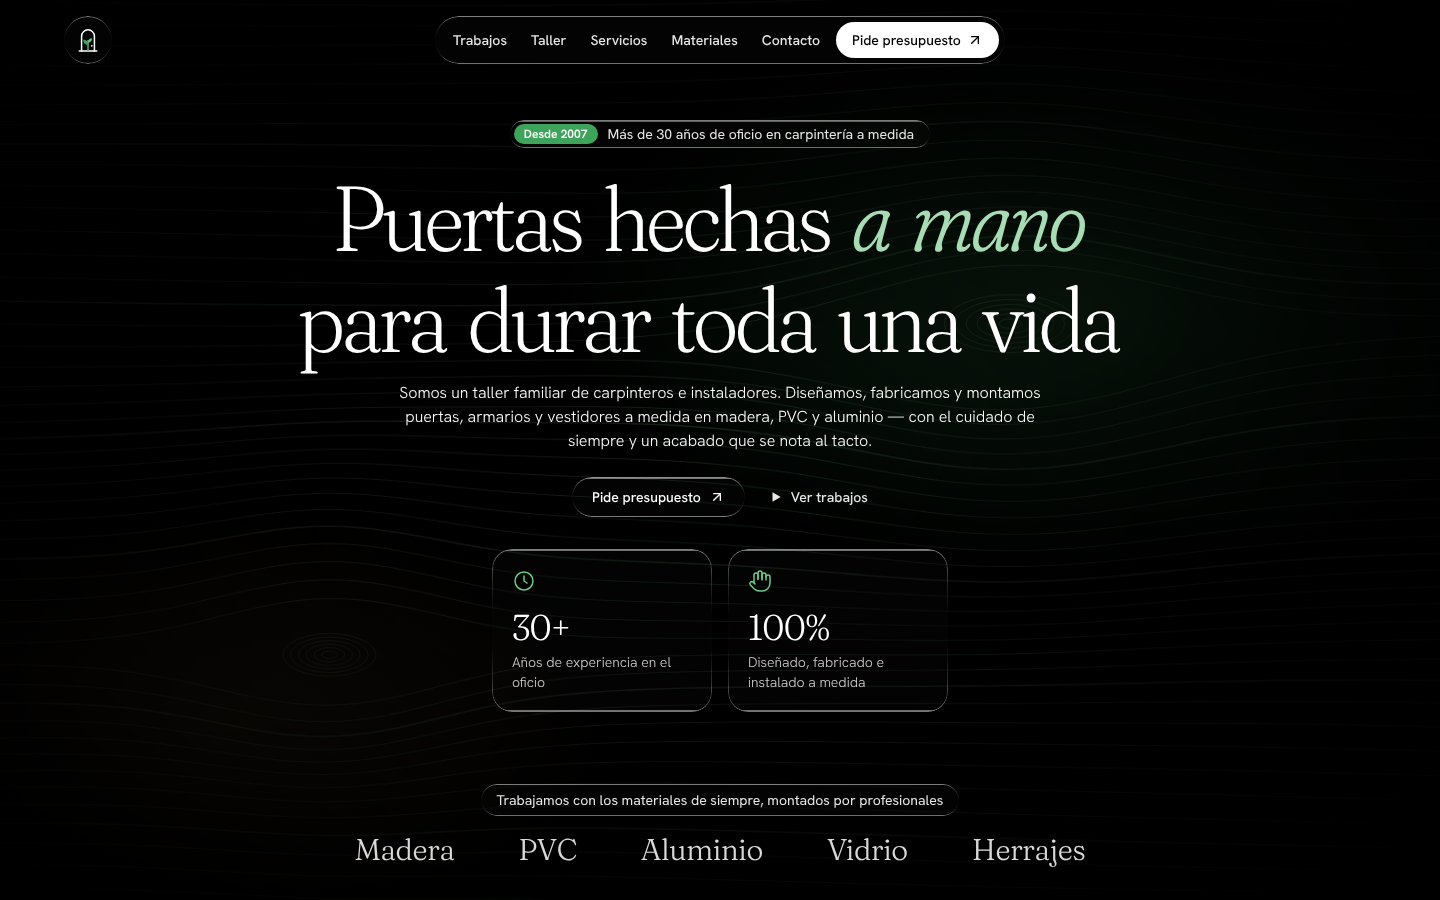 Trabajos
Taller
Servicios
Materiales
Contacto
Pide presupuesto
Desde 2007
Más de 30 años de oficio en carpintería a medida
Puertas hechas a mano
para durar toda una vida
Somos un taller familiar de carpinteros e instaladores. Diseñamos, fabricamos y montamos
puertas, armarios y vestidores a medida en madera, PVC y aluminio — con el cuidado de
siempre y un acabado que se nota al tacto.
Pide presupuesto
Ver trabajos
30+
Años de experiencia en el
oficio
100%
Diseñado, fabricado e
instalado a medida
Trabajamos con los materiales de siempre, montados por profesionales
Madera
PVC
Aluminio
Vidrio
Herrajes